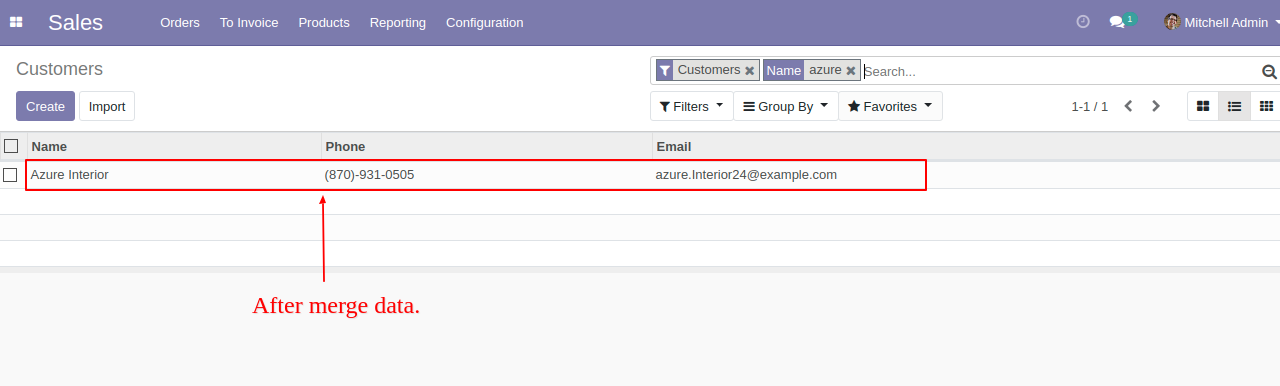 Sales Orders To Invoice Products Reporting Configuration 1 Mitchell Admin
Customers Customers Name azure Search...
Create Import Filters Group By Favorites 1-1 / 1
Name Phone Email
Azure Interior (870)-931-0505 azure.Interior24@example.com
After merge data.